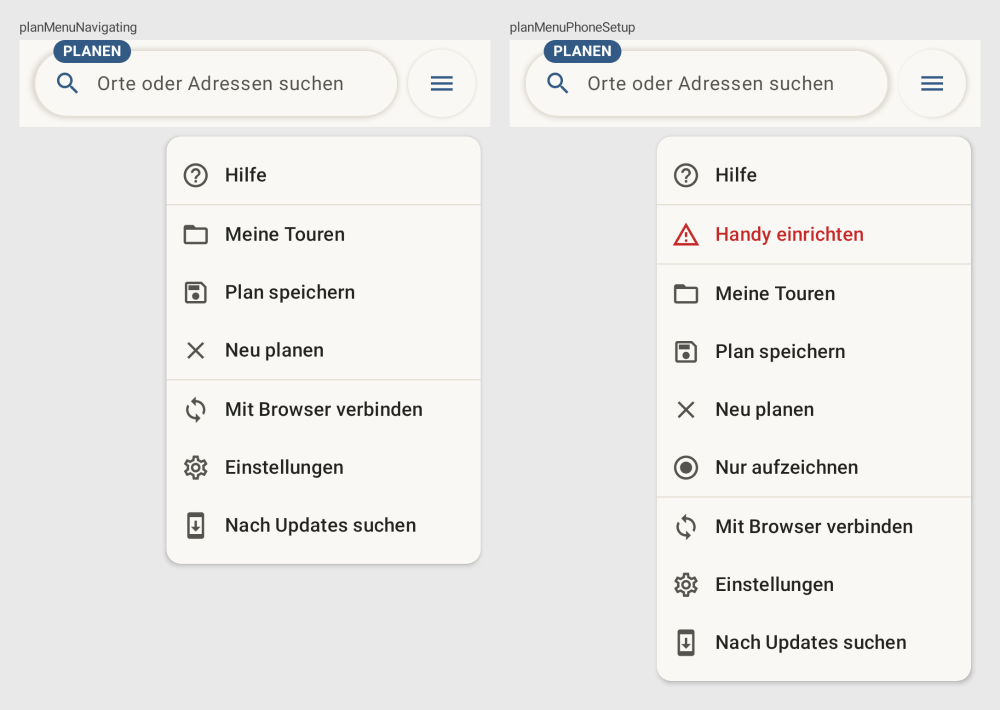 planMenuNavigating
PLANEN
Orte oder Adressen suchen
Hilfe
Meine Touren
Plan speichern
Neu planen
Mit Browser verbinden
Einstellungen
Nach Updates suchen
planMenuPhoneSetup
PLANEN
Orte oder Adressen suchen
Hilfe
Handy einrichten
Meine Touren
Plan speichern
Neu planen
Nur aufzeichnen
Mit Browser verbinden
Einstellungen
Nach Updates suchen